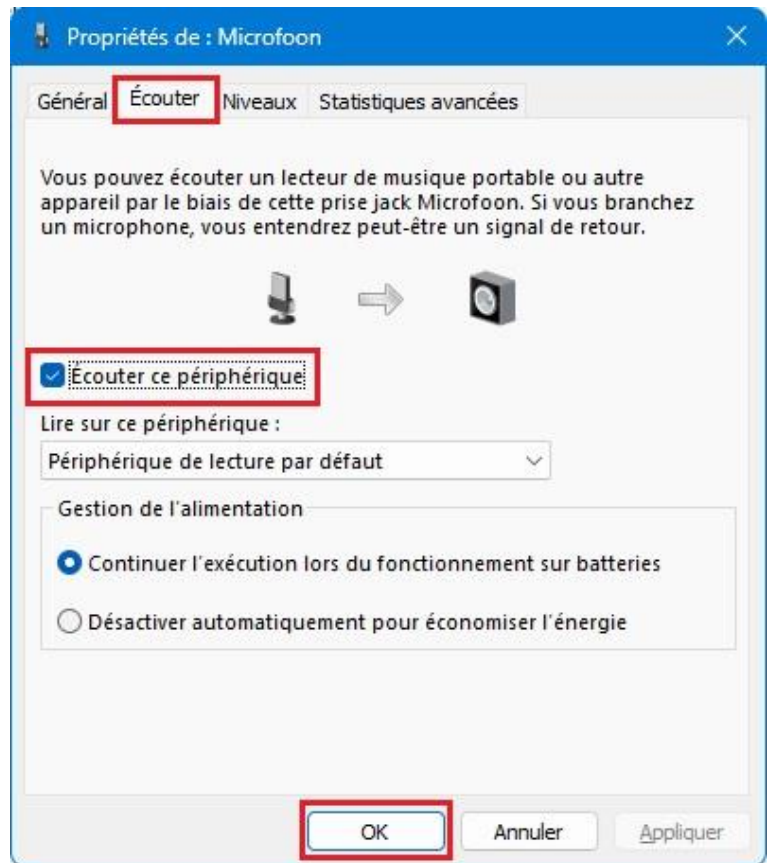 Propriétés de : Microfoon
Général Écouter Niveaux Statistiques avancées
Vous pouvez écouter un lecteur de musique portable ou autre
appareil par le biais de cette prise jack Microfoon. Si vous branchez
un microphone, vous entendrez peut-être un signal de retour.
Écouter ce périphérique
Lire sur ce périphérique :
Périphérique de lecture par défaut
Gestion de l'alimentation
Continuer l'exécution lors du fonctionnement sur batteries
Désactiver automatiquement pour économiser l'énergie
OK Annuler Appliquer